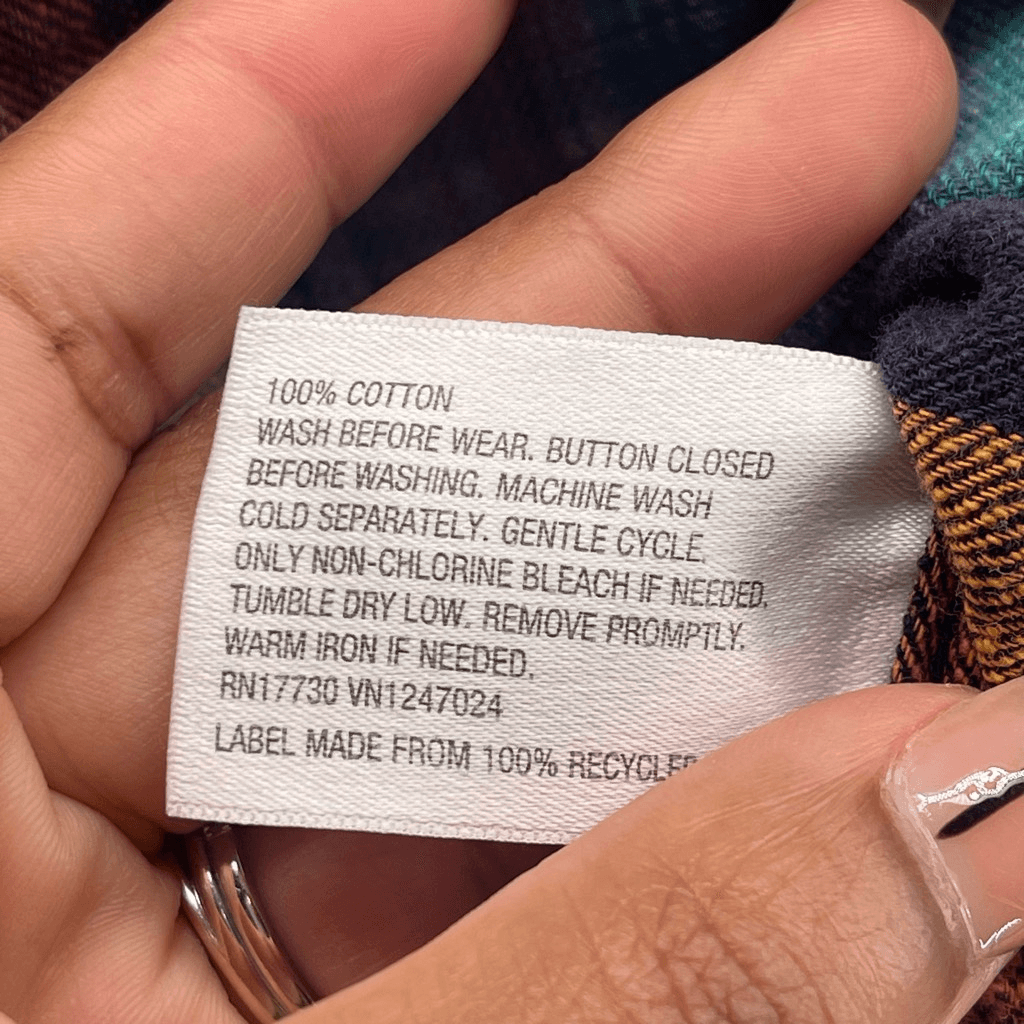 100% COTTON
WASH BEFORE WEAR. BUTTON CLOSED
BEFORE WASHING. MACHINE WASH
COLD SEPARATELY. GENTLE CYCLE.
ONLY NON-CHLORINE BLEACH IF NEEDED.
TUMBLE DRY LOW. REMOVE PROMPTLY.
WARM IRON IF NEEDED.
RN17730 VN1247024
LABEL MADE FROM 100%